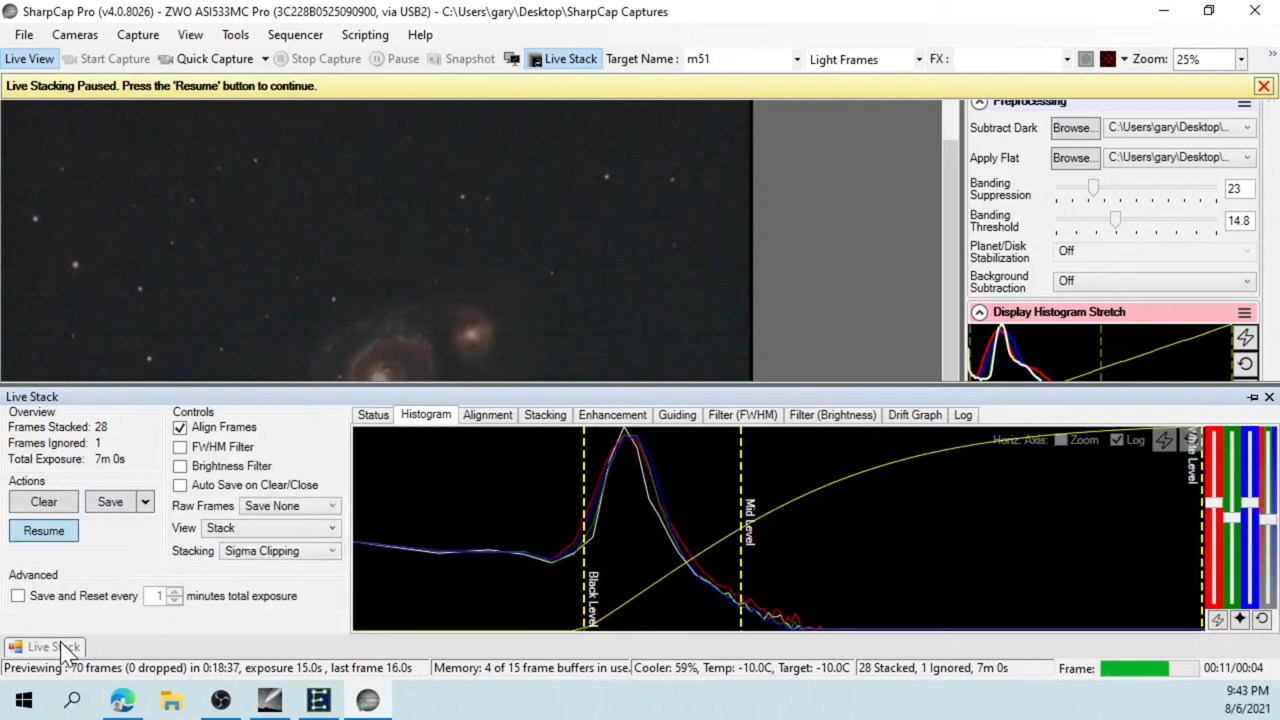 SharpCap Pro (v4.0.8026) - ZWO ASI533MC Pro (3C228B0525090900, via USB2) - C:\Users\gary\Desktop\SharpCap Captures
File Cameras Capture View Tools Sequencer Scripting Help
Live View Start Capture Quick Capture Stop Capture Pause Snapshot Live Stack Target Name : m51 Light Frames FX : Zoom: 25%
Live Stacking Paused. Press the 'Resume' button to continue.
Preprocessing
Subtract Dark Browse... C:\Users\gary\Desktop\...
Apply Flat Browse... C:\Users\gary\Desktop\...
Banding Suppression 23
Banding Threshold 14.8
Planet/Disk Stabilization Off
Background Subtraction Off
Display Histogram Stretch
Live Stack
Overview
Frames Stacked: 28
Frames Ignored: 1
Total Exposure: 7m 0s
Actions
Clear Save
Resume
Controls
Align Frames
FWHM Filter
Brightness Filter
Auto Save on Clear/Close
Raw Frames Save None
View Stack
Stacking Sigma Clipping
Advanced
Save and Reset every 1 minutes total exposure
Status Histogram Alignment Stacking Enhancement Guiding Filter (FWHM) Filter (Brightness) Drift Graph Log
Horiz. Axis: Zoom Log
Black Level
Mid Level
White Level
Live Stack
Memory: 4 of 15 frame buffers in use. Cooler: 59%, Temp: -10.0C, Target: -10.0C 28 Stacked, 1 Ignored, 7m 0s Frame: 00:11/00:04
9:43 PM
8/6/2021